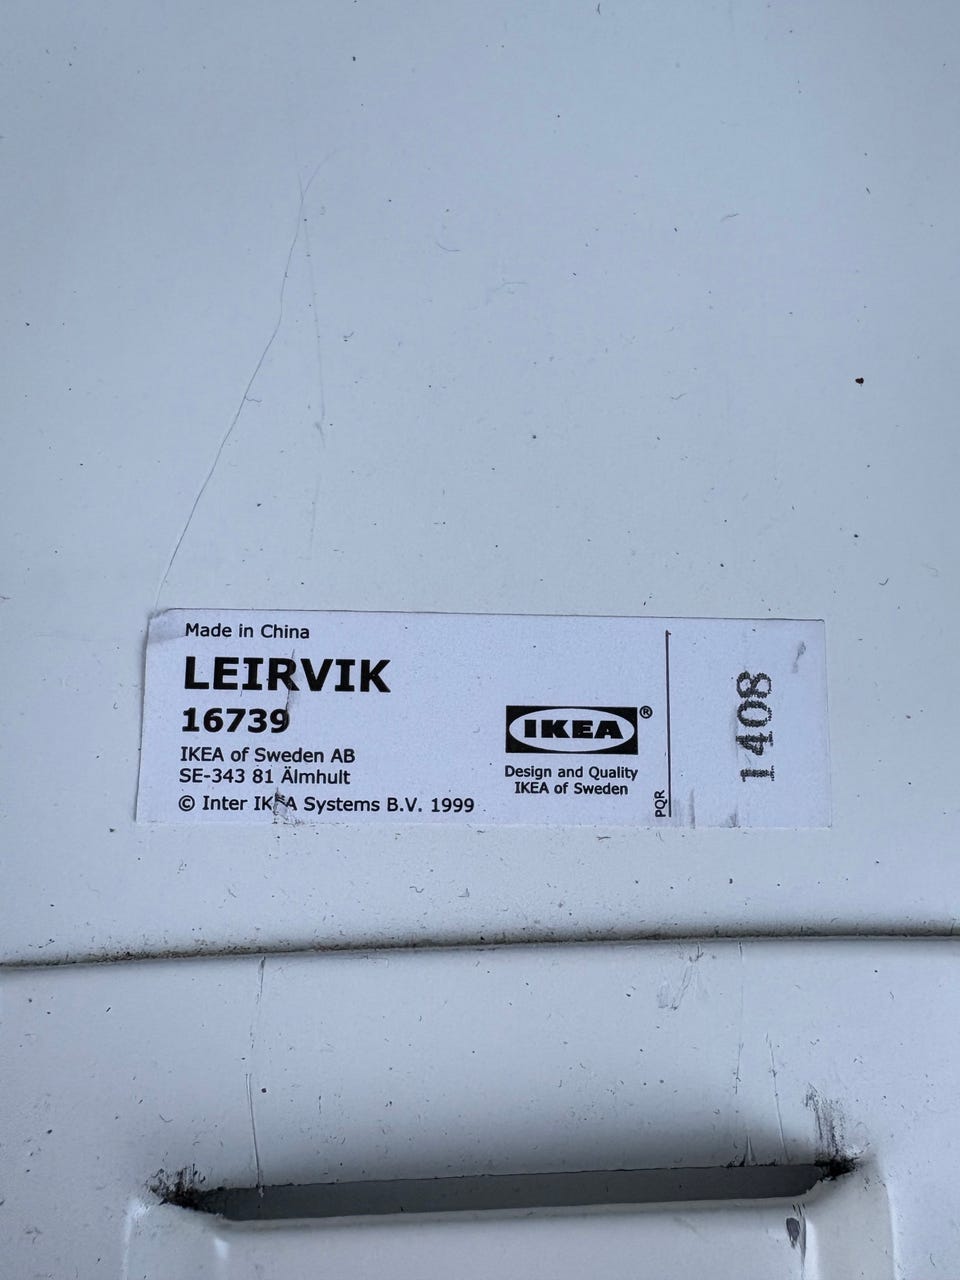 Made in China
LEIRVIK
16739
IKEA of Sweden AB
SE-343 81 Älmhult
© Inter IKEA Systems B.V. 1999
IKEA®
Design and Quality
IKEA of Sweden
PQR
1408